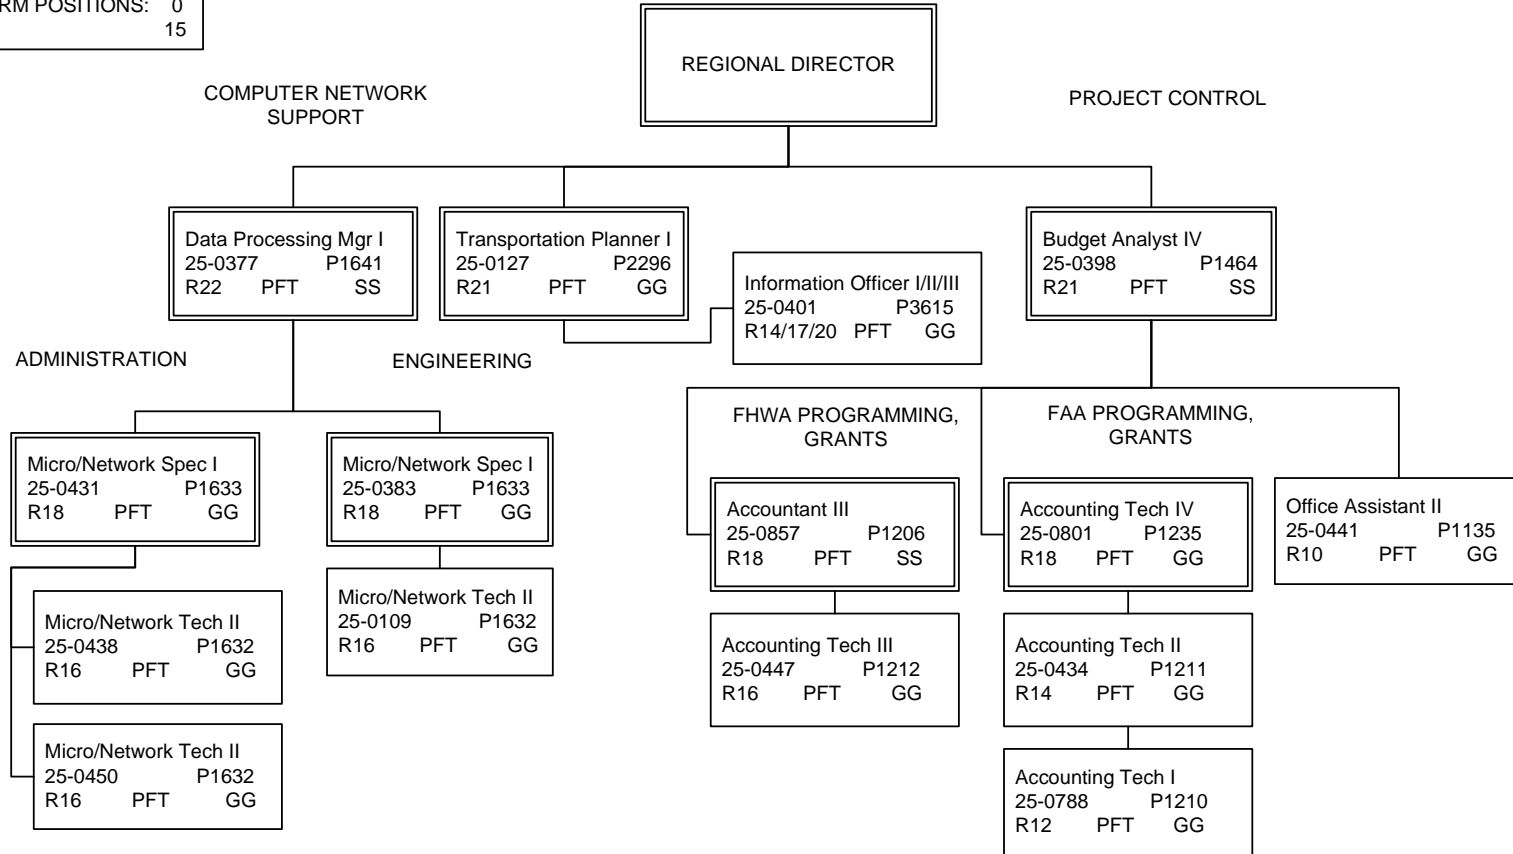 POSITIONS: 0
15
REGIONAL DIRECTOR
COMPUTER NETWORK
SUPPORT
PROJECT CONTROL
Data Processing Mgr I
25-0377 P1641
R22 PFT SS
Transportation Planner I
25-0127 P2296
R21 PFT GG
Information Officer I/II/III
25-0401 P3615
R14/17/20 PFT GG
Budget Analyst IV
25-0398 P1464
R21 PFT SS
ADMINISTRATION
ENGINEERING
FHWA PROGRAMMING,
GRANTS
FAA PROGRAMMING,
GRANTS
Micro/Network Spec I
25-0431 P1633
R18 PFT GG
Micro/Network Spec I
25-0383 P1633
R18 PFT GG
Accountant III
25-0857 P1206
R18 PFT SS
Accounting Tech IV
25-0801 P1235
R18 PFT GG
Office Assistant II
25-0441 P1135
R10 PFT GG
Micro/Network Tech II
25-0438 P1632
R16 PFT GG
Micro/Network Tech II
25-0109 P1632
R16 PFT GG
Accounting Tech III
25-0447 P1212
R16 PFT GG
Accounting Tech II
25-0434 P1211
R14 PFT GG
Micro/Network Tech II
25-0450 P1632
R16 PFT GG
Accounting Tech I
25-0788 P1210
R12 PFT GG